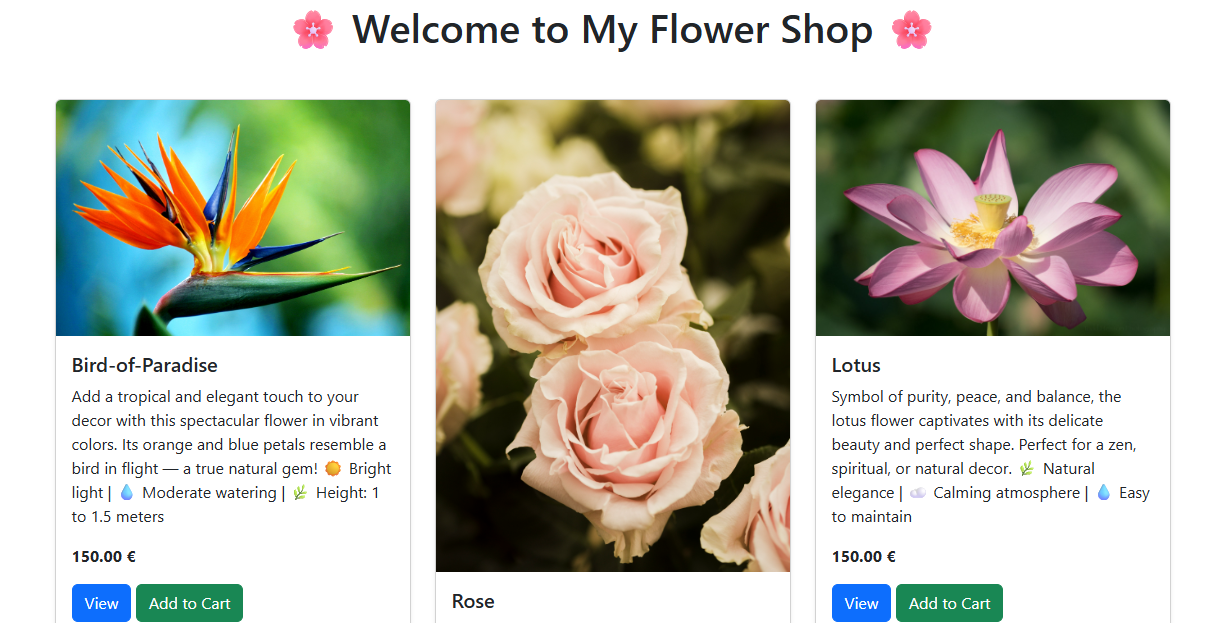 🌸 Welcome to My Flower Shop 🌸
Bird-of-Paradise
Add a tropical and elegant touch to your
decor with this spectacular flower in vibrant
colors. Its orange and blue petals resemble a
bird in flight — a true natural gem! 🌞 Bright
light | 💧 Moderate watering | 🌿 Height: 1
to 1.5 meters
150.00 €
View
Add to Cart
Rose
Lotus
Symbol of purity, peace, and balance, the
lotus flower captivates with its delicate
beauty and perfect shape. Perfect for a zen,
spiritual, or natural decor. 🌿 Natural
elegance | ☁️ Calming atmosphere | 💧 Easy
to maintain
150.00 €
View
Add to Cart